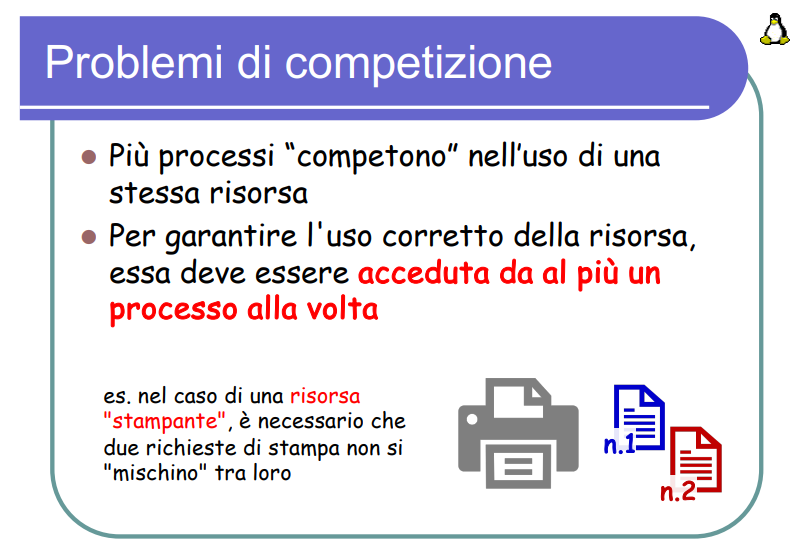 Problemi di competizione
Più processi “competono” nell’uso di una
stessa risorsa
Per garantire l'uso corretto della risorsa,
essa deve essere acceduta da al più un
processo alla volta
es. nel caso di una risorsa
"stampante", è necessario che
due richieste di stampa non si
"mischino" tra loro
n.1
n.2